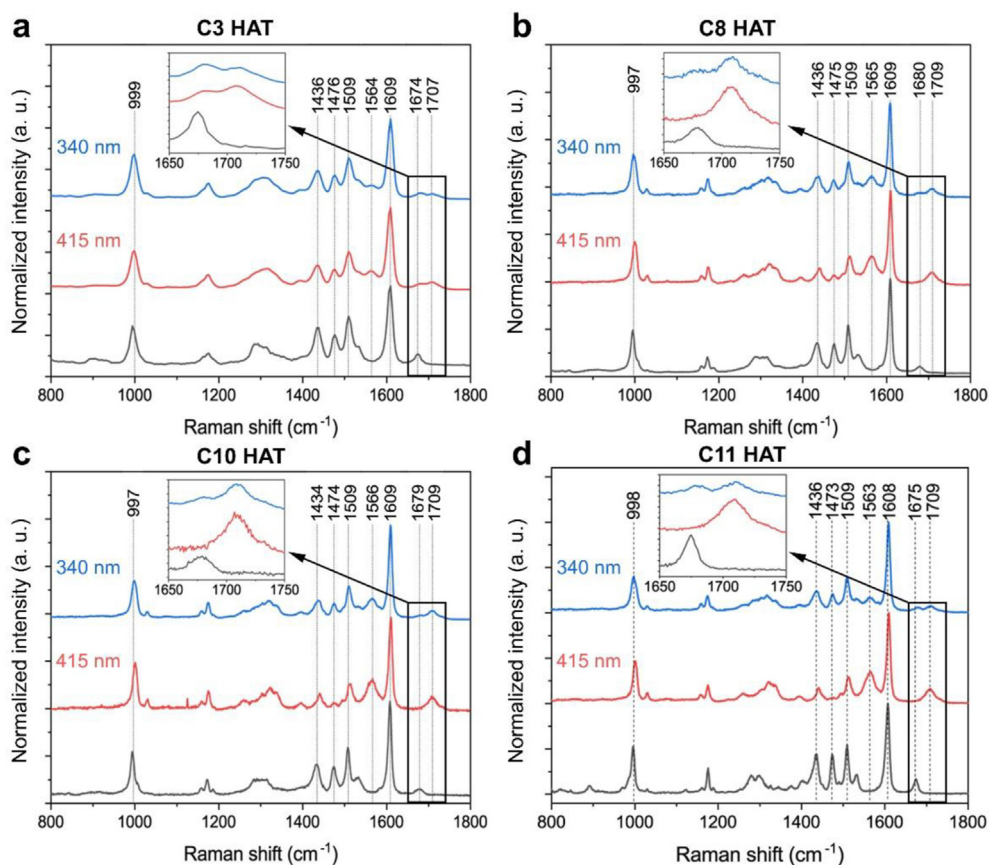 a
C3 HAT
Normalized intensity (a. u.)
999
1436
1476
1509
1564
1609
1674
1707
340 nm
415 nm
1650 1700 1750
800 1000 1200 1400 1600 1800
Raman shift (cm⁻¹)
b
C8 HAT
Normalized intensity (a. u.)
997
1436
1475
1509
1565
1609
1680
1709
340 nm
415 nm
1650 1700 1750
800 1000 1200 1400 1600 1800
Raman shift (cm⁻¹)
c
C10 HAT
Normalized intensity (a. u.)
997
1434
1474
1509
1566
1609
1679
1709
340 nm
415 nm
1650 1700 1750
800 1000 1200 1400 1600 1800
Raman shift (cm⁻¹)
d
C11 HAT
Normalized intensity (a. u.)
998
1436
1473
1509
1563
1608
1675
1709
340 nm
415 nm
1650 1700 1750
800 1000 1200 1400 1600 1800
Raman shift (cm⁻¹)